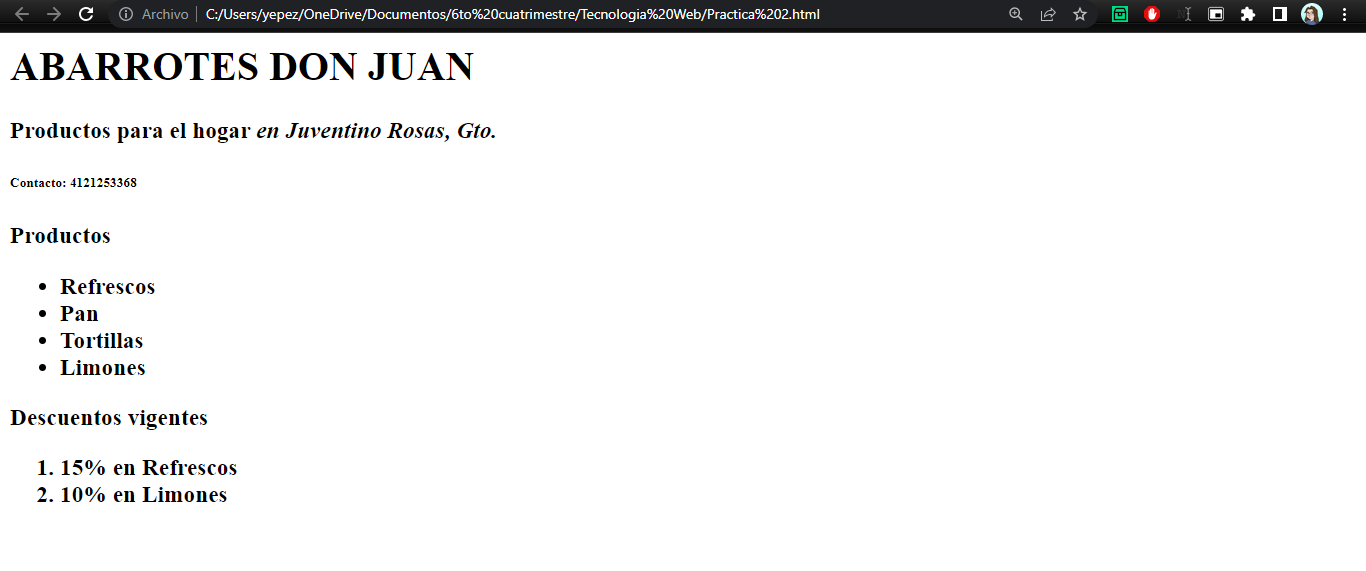 Archivo C:/Users/yepez/OneDrive/Documentos/6to%20cuatrimestre/Tecnologia%20Web/Practica%202.html
ABARROTES DON JUAN
Productos para el hogar en Juventino Rosas, Gto.
Contacto: 4121253368
Productos
• Refrescos
• Pan
• Tortillas
• Limones
Descuentos vigentes
1. 15% en Refrescos
2. 10% en Limones